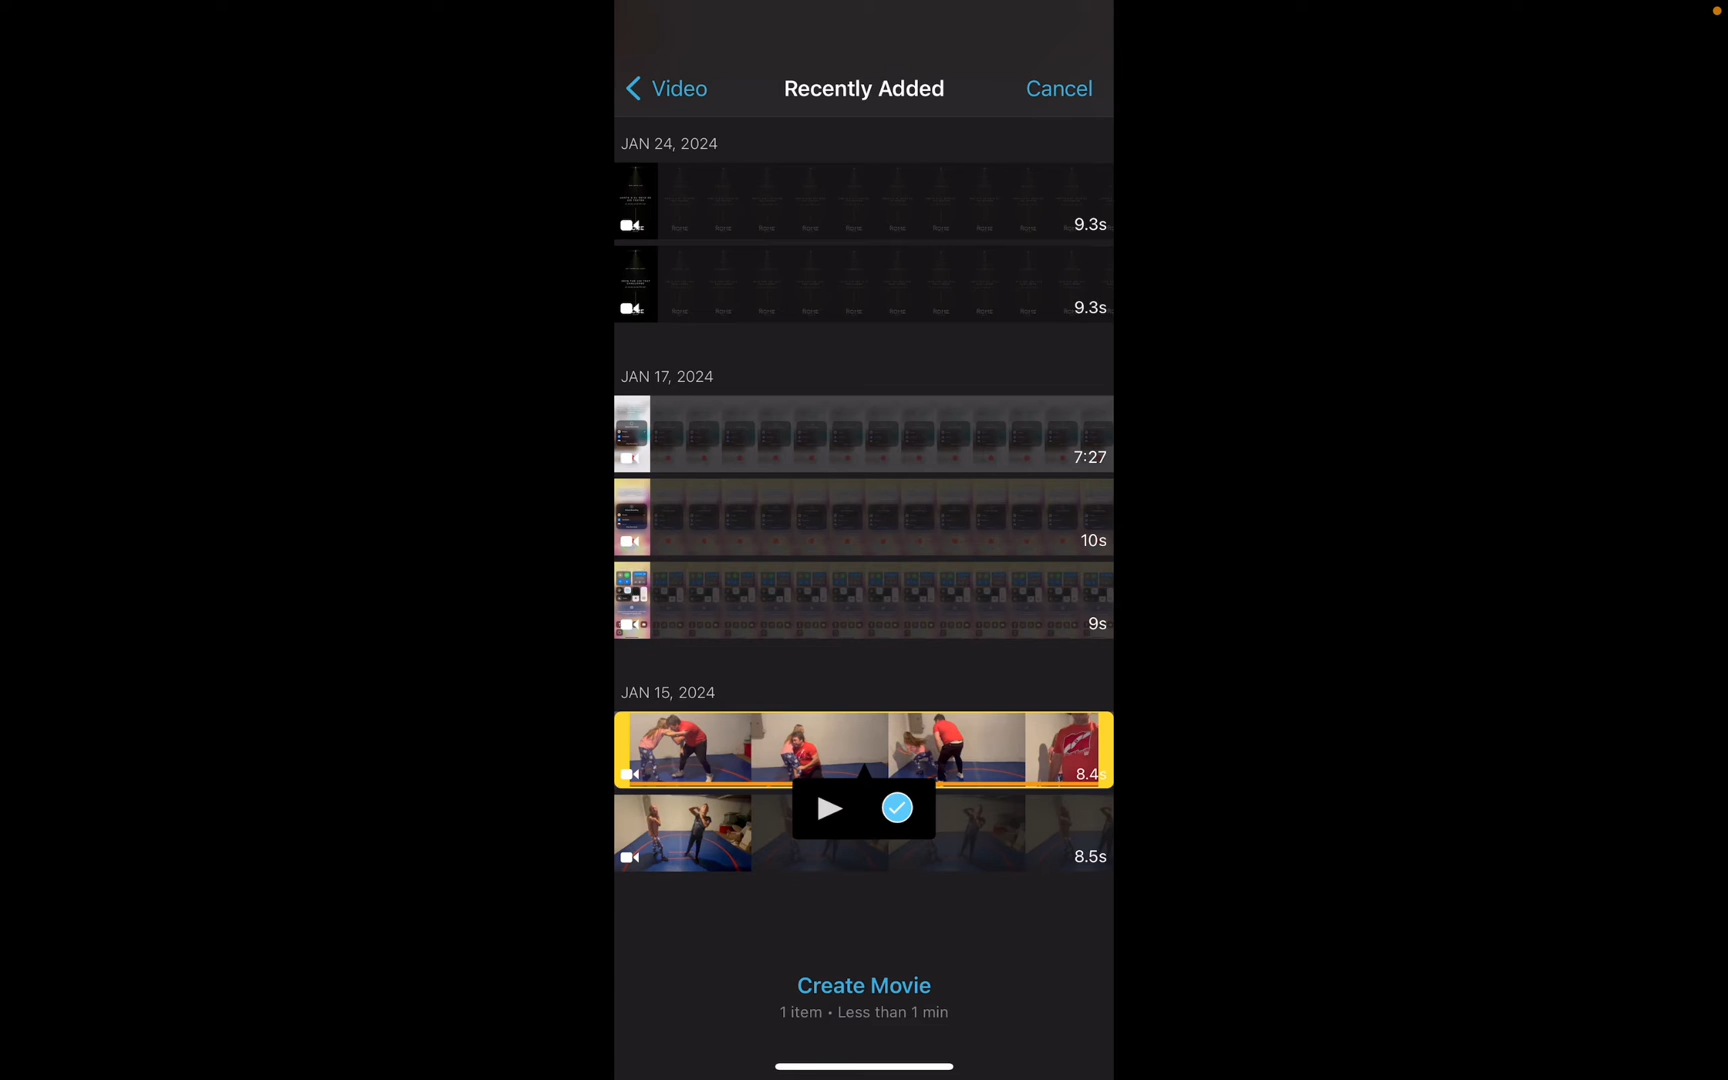 Video
Recently Added
Cancel
JAN 24, 2024
9.3s
9.3s
JAN 17, 2024
7:27
10s
9s
JAN 15, 2024
8.4s
8.5s
Create Movie
1 item • Less than 1 min